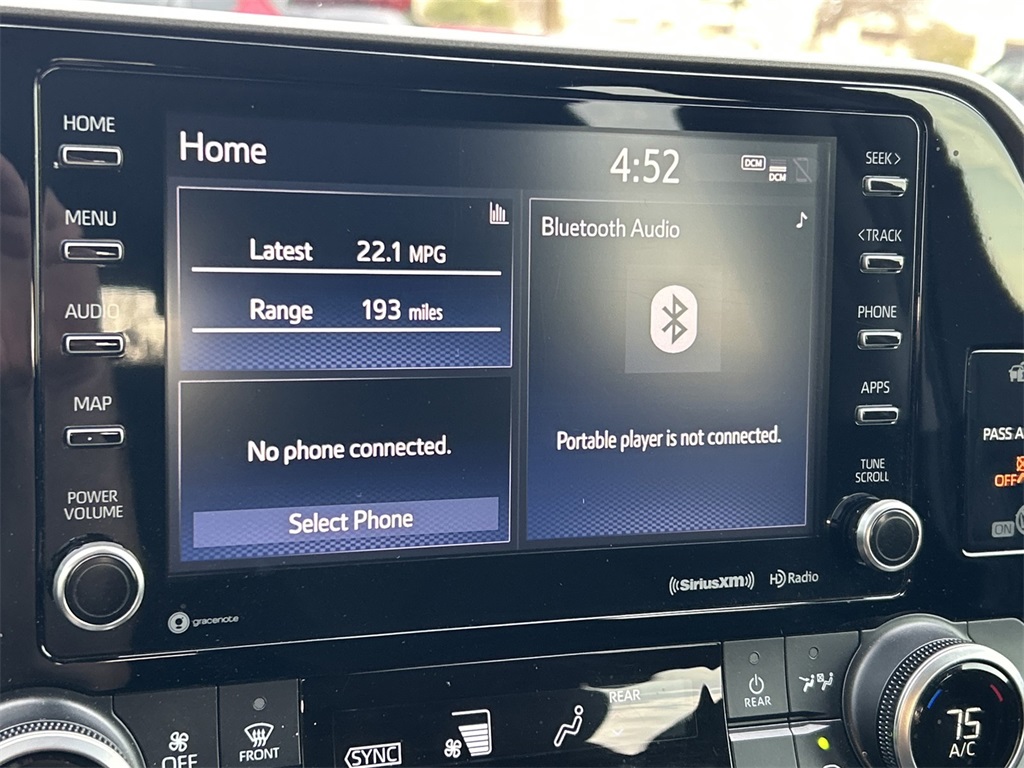 HOME
MENU
AUDIO
MAP
POWER
VOLUME
Home
4:52
DCM
DCM
Latest 22.1 MPG
Range 193 miles
No phone connected.
Select Phone
Bluetooth Audio
Portable player is not connected.
SEEK >
< TRACK
PHONE
APPS
TUNE
SCROLL
gracenote
((SiriusXM))
HD Radio
PASS A
OFF
ON
OFF
FRONT
SYNC
REAR
REAR
75
A/C